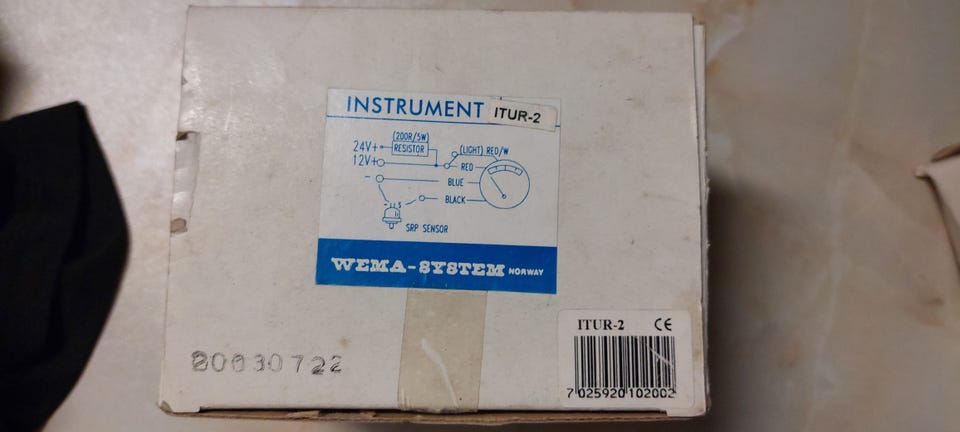 INSTRUMENT ITUR-2
(200R/5W)
24V+ RESISTOR (LIGHT) RED/W
12V+ RED
- BLUE
BLACK
- S
SRP SENSOR
WEMA-SYSTEM NORWAY
ITUR-2 CE
20030722
7 025920 102002